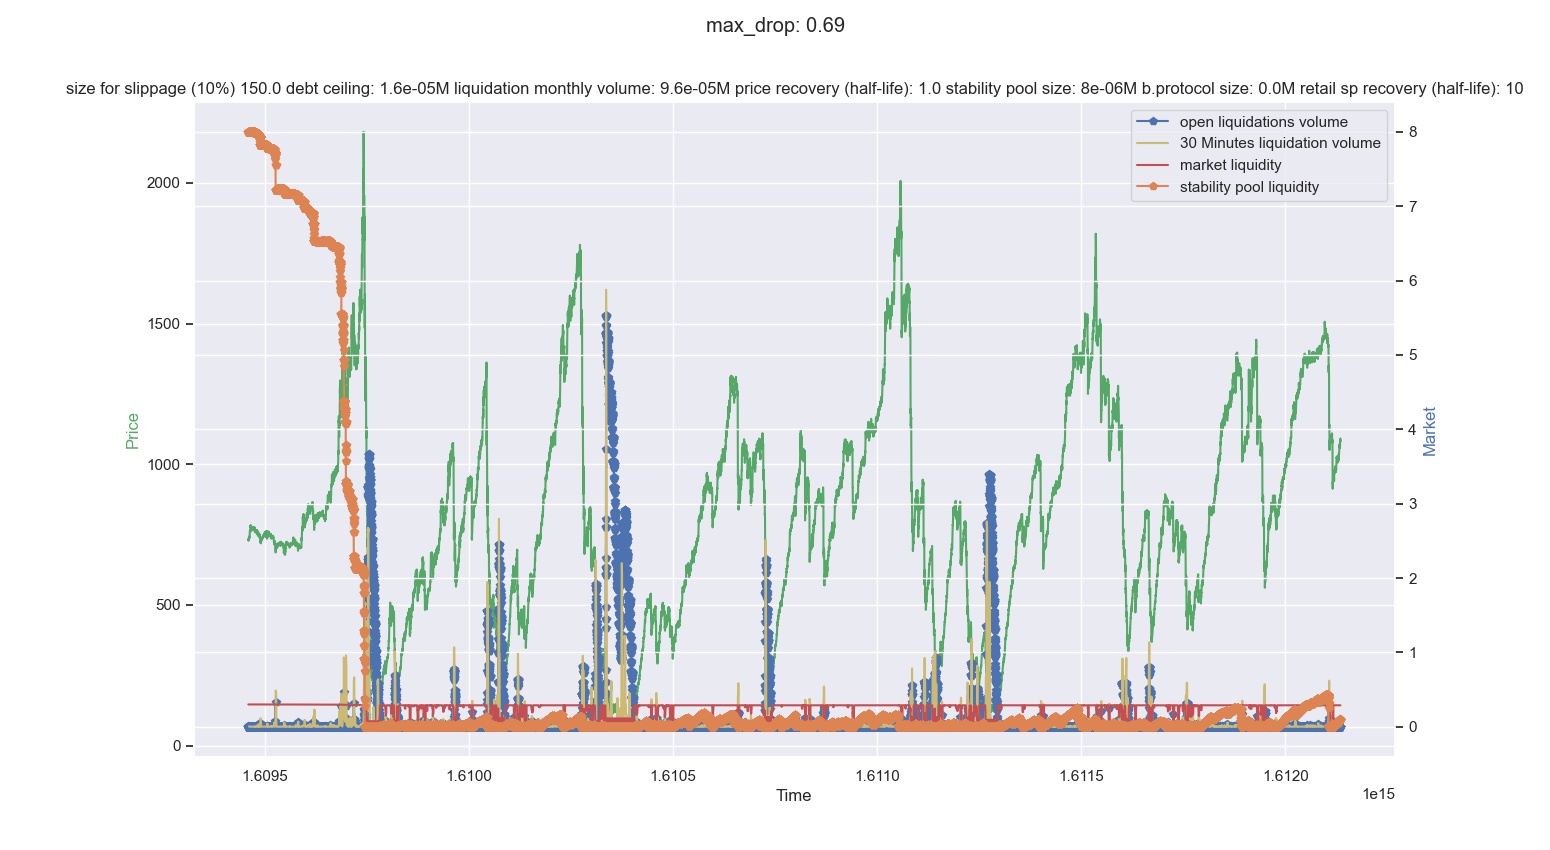 max_drop: 0.69
size for slippage (10%) 150.0 debt ceiling: 1.6e-05M liquidation monthly volume: 9.6e-05M price recovery (half-life): 1.0 stability pool size: 8e-06M b.protocol size: 0.0M retail sp recovery (half-life): 10
open liquidations volume
30 Minutes liquidation volume
market liquidity
stability pool liquidity
Price
2000
1500
1000
500
0
Market
8
7
6
5
4
3
2
1
0
1.6095 1.6100 1.6105 1.6110 1.6115 1.6120
1e15
Time